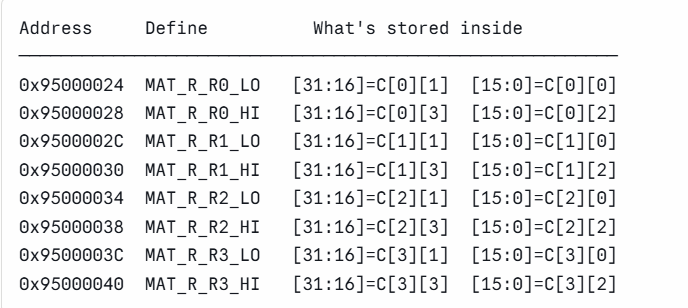 Address Define What's stored inside
0x95000024 MAT_R_R0_LO [31:16]=C[0][1] [15:0]=C[0][0]
0x95000028 MAT_R_R0_HI [31:16]=C[0][3] [15:0]=C[0][2]
0x9500002C MAT_R_R1_LO [31:16]=C[1][1] [15:0]=C[1][0]
0x95000030 MAT_R_R1_HI [31:16]=C[1][3] [15:0]=C[1][2]
0x95000034 MAT_R_R2_LO [31:16]=C[2][1] [15:0]=C[2][0]
0x95000038 MAT_R_R2_HI [31:16]=C[2][3] [15:0]=C[2][2]
0x9500003C MAT_R_R3_LO [31:16]=C[3][1] [15:0]=C[3][0]
0x95000040 MAT_R_R3_HI [31:16]=C[3][3] [15:0]=C[3][2]